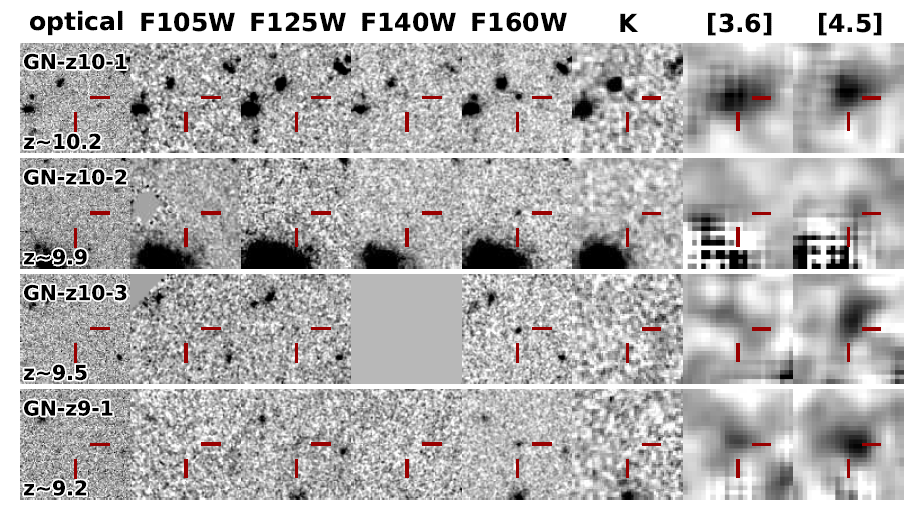 optical F105W F125W F140W F160W K [3.6] [4.5]
GN-z10-1
z~10.2
GN-z10-2
z~9.9
GN-z10-3
z~9.5
GN-z9-1
z~9.2